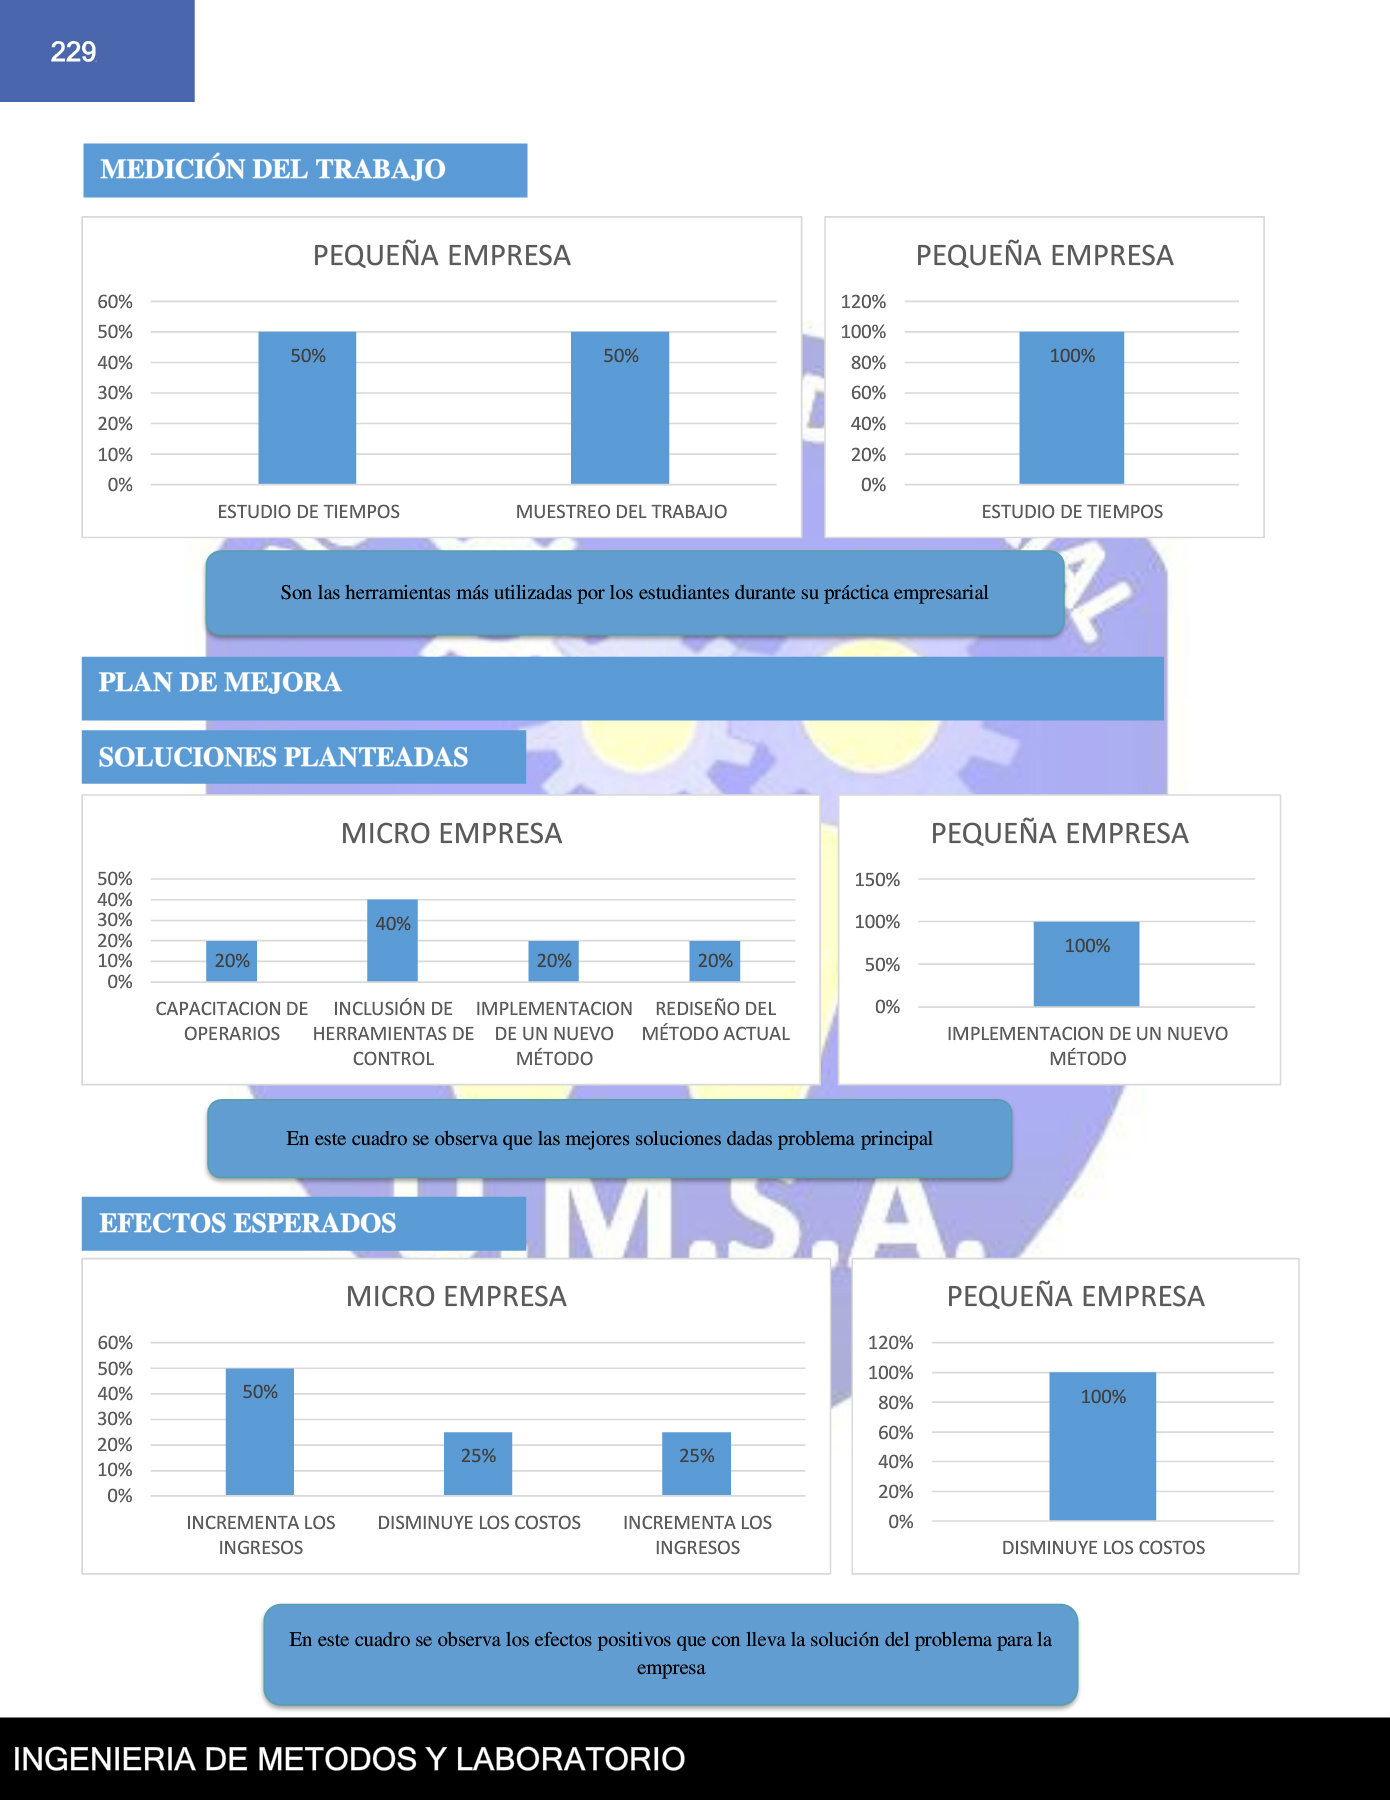 229
MEDICIÓN DEL TRABAJO
PEQUEÑA EMPRESA
60%
50%
40%
30%
20%
10%
0%
50%
50%
ESTUDIO DE TIEMPOS
MUESTREO DEL TRABAJO
PEQUEÑA EMPRESA
120%
100%
80%
60%
40%
20%
0%
100%
ESTUDIO DE TIEMPOS
Son las herramientas más utilizadas por los estudiantes durante su práctica empresarial
PLAN DE MEJORA
SOLUCIONES PLANTEADAS
MICRO EMPRESA
50%
40%
30%
20%
10%
0%
20%
40%
20%
20%
CAPACITACION DE
OPERARIOS
INCLUSIÓN DE
HERRAMIENTAS DE
CONTROL
IMPLEMENTACION
DE UN NUEVO
MÉTODO
REDISEÑO DEL
MÉTODO ACTUAL
PEQUEÑA EMPRESA
150%
100%
50%
0%
100%
IMPLEMENTACION DE UN NUEVO
MÉTODO
En este cuadro se observa que las mejores soluciones dadas problema principal
U.M.S.A.
EFECTOS ESPERADOS
MICRO EMPRESA
60%
50%
40%
30%
20%
10%
0%
50%
25%
25%
INCREMENTA LOS
INGRESOS
DISMINUYE LOS COSTOS
INCREMENTA LOS
INGRESOS
PEQUEÑA EMPRESA
120%
100%
80%
60%
40%
20%
0%
100%
DISMINUYE LOS COSTOS
En este cuadro se observa los efectos positivos que con lleva la solución del problema para la
empresa
INGENIERIA DE METODOS Y LABORATORIO